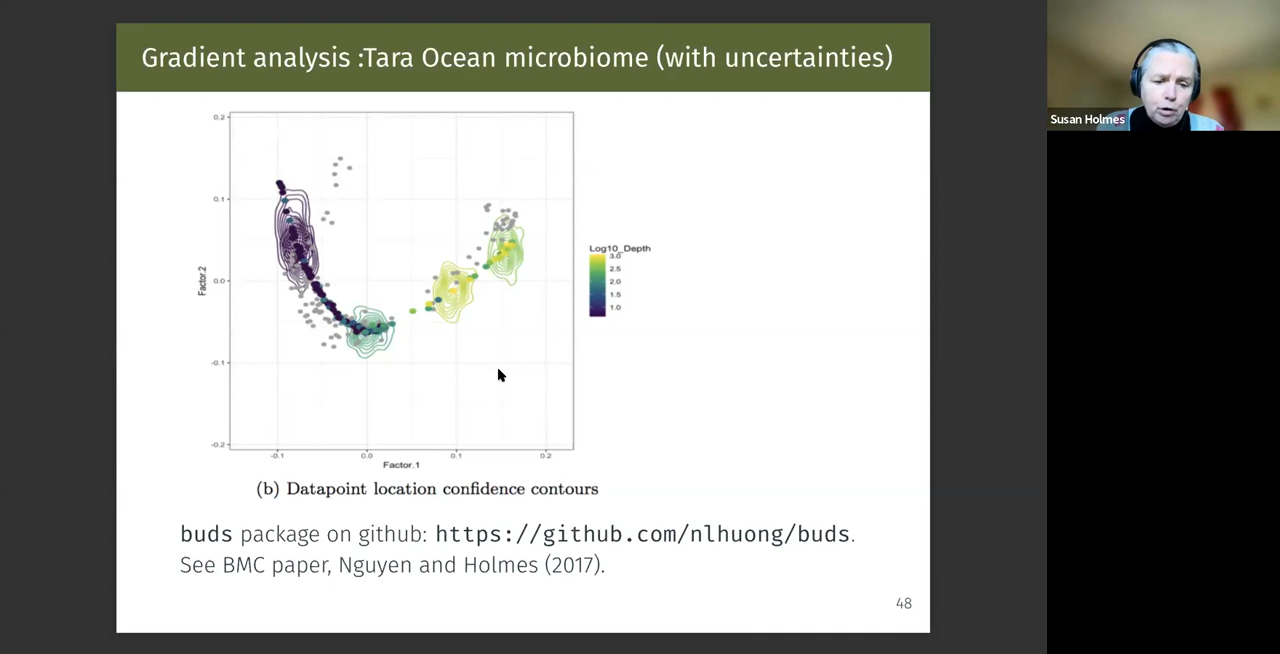 Gradient analysis :Tara Ocean microbiome (with uncertainties)
Susan Holmes
0.2
0.1
0.0
-0.1
-0.2
Factor.2
-0.1 0.0 0.1 0.2
Factor.1
Log10_Depth
3.0
2.5
2.0
1.5
1.0
(b) Datapoint location confidence contours
buds package on github: https://github.com/nlhuong/buds.
See BMC paper, Nguyen and Holmes (2017).
48